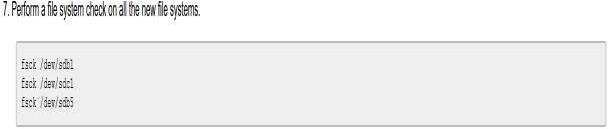 7. Perform a file system check on all the new file systems.
fsck /dev/sdb1
fsck /dev/sdc1
fsck /dev/sdb5